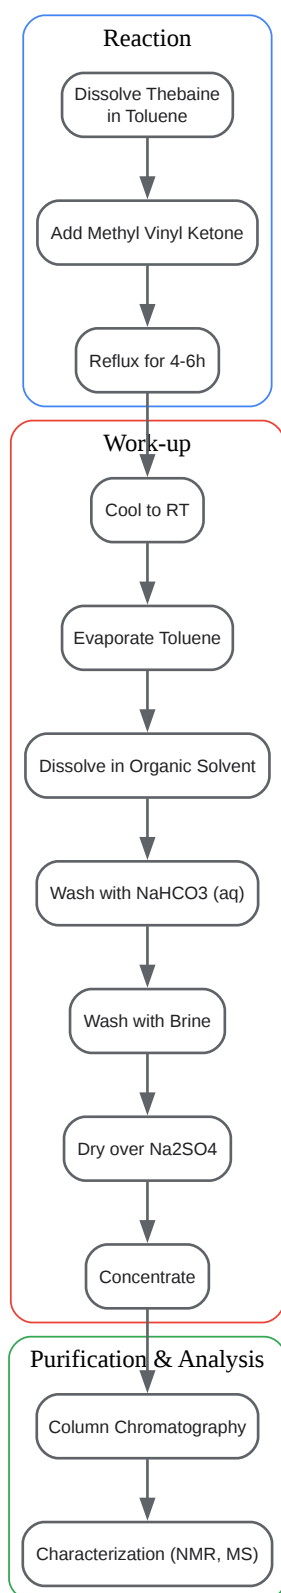 Reaction
Dissolve Thebaine
in Toluene
Add Methyl Vinyl Ketone
Reflux for 4-6h
Work-up
Cool to RT
Evaporate Toluene
Dissolve in Organic Solvent
Wash with NaHCO3 (aq)
Wash with Brine
Dry over Na2SO4
Concentrate
Purification & Analysis
Column Chromatography
Characterization (NMR, MS)